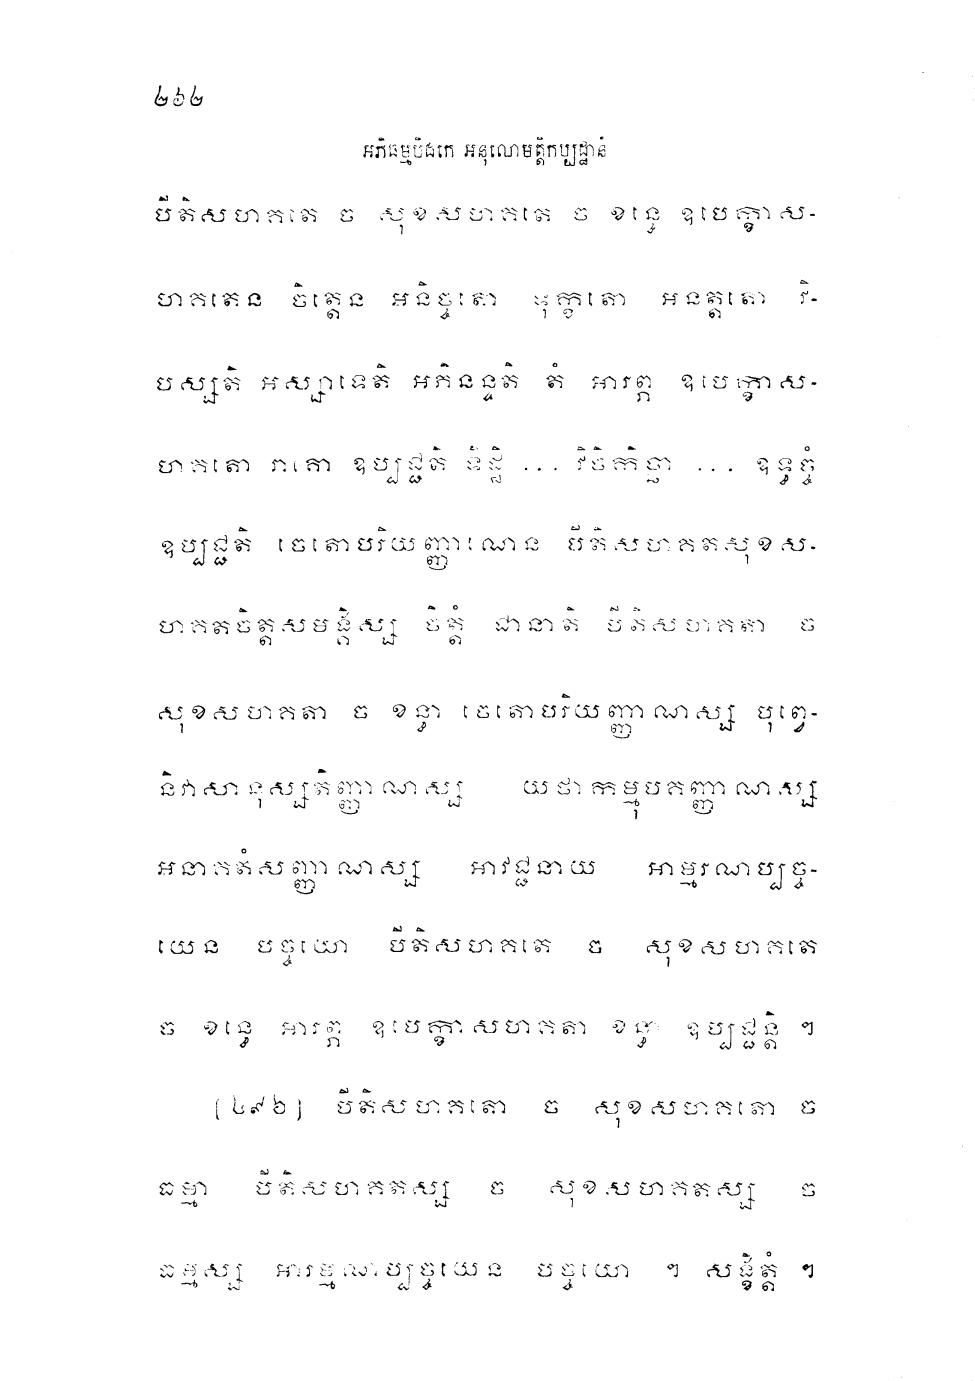 ២៦២
អភិធម្មបិដកេ អនុលោមត្តិកប្បដ្ឋានំ
បីតិសហគតេ ច សុខសហគតេ ច ខន្ធេ ឧបេក្ខាស-
ហគតេន ចិត្តេន អនិច្ចតោ ទុក្ខតោ អនត្តតោ វិ-
បស្សតិ អស្សាទេតិ អភិនន្ទតិ តំ អារព្ភ ឧបេក្ខាស-
ហគតោ រាគោ ឧប្បជ្ជតិ ទិដ្ឋិ ... វិចិកិច្ឆា ... ឧទ្ធច្ចំ
ឧប្បជ្ជតិ ចេតោបរិយញ្ញាណេន បីតិសហគតសុខស-
ហគតចិត្តសមង្គិស្ស ចិត្តំ ជានាតិ បីតិសហគតា ច
សុខសហគតា ច ខន្ធា ចេតោបរិយញ្ញាណស្ស បុព្វេ-
និវាសានុស្សតិញ្ញាណស្ស យថាកម្មុបគញ្ញាណស្ស
អនាគតំសញ្ញាណស្ស អាវជ្ជនាយ អារម្មណប្បច្ច-
យេន បច្ចយោ បីតិសហគតេ ច សុខសហគតេ
ច ខន្ធេ អារព្ភ ឧបេក្ខាសហគតា ខន្ធា ឧប្បជ្ជន្តិ ៗ
[៤៩៦] បីតិសហគតោ ច សុខសហគតោ ច
ធម្មា បីតិសហគតស្ស ច សុខសហគតស្ស ច
ធម្មស្ស អារម្មណប្បច្ចយេន បច្ចយោ ។ សង្ខិត្តំ ៗ